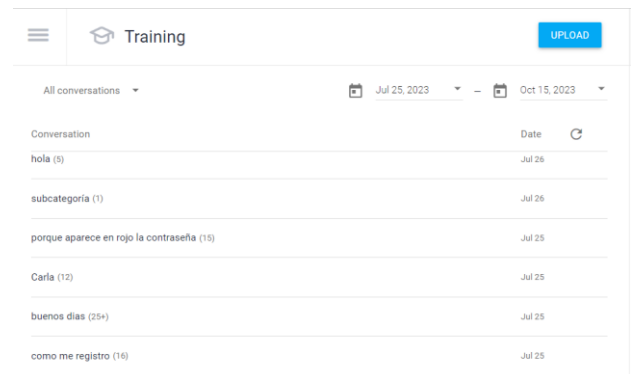 Training
UPLOAD
All conversations
Jul 25, 2023 – Oct 15, 2023
Conversation Date
hola (5) Jul 26
subcategoría (1) Jul 26
porque aparece en rojo la contraseña (15) Jul 25
Carla (12) Jul 25
buenos dias (25+) Jul 25
como me registro (16) Jul 25